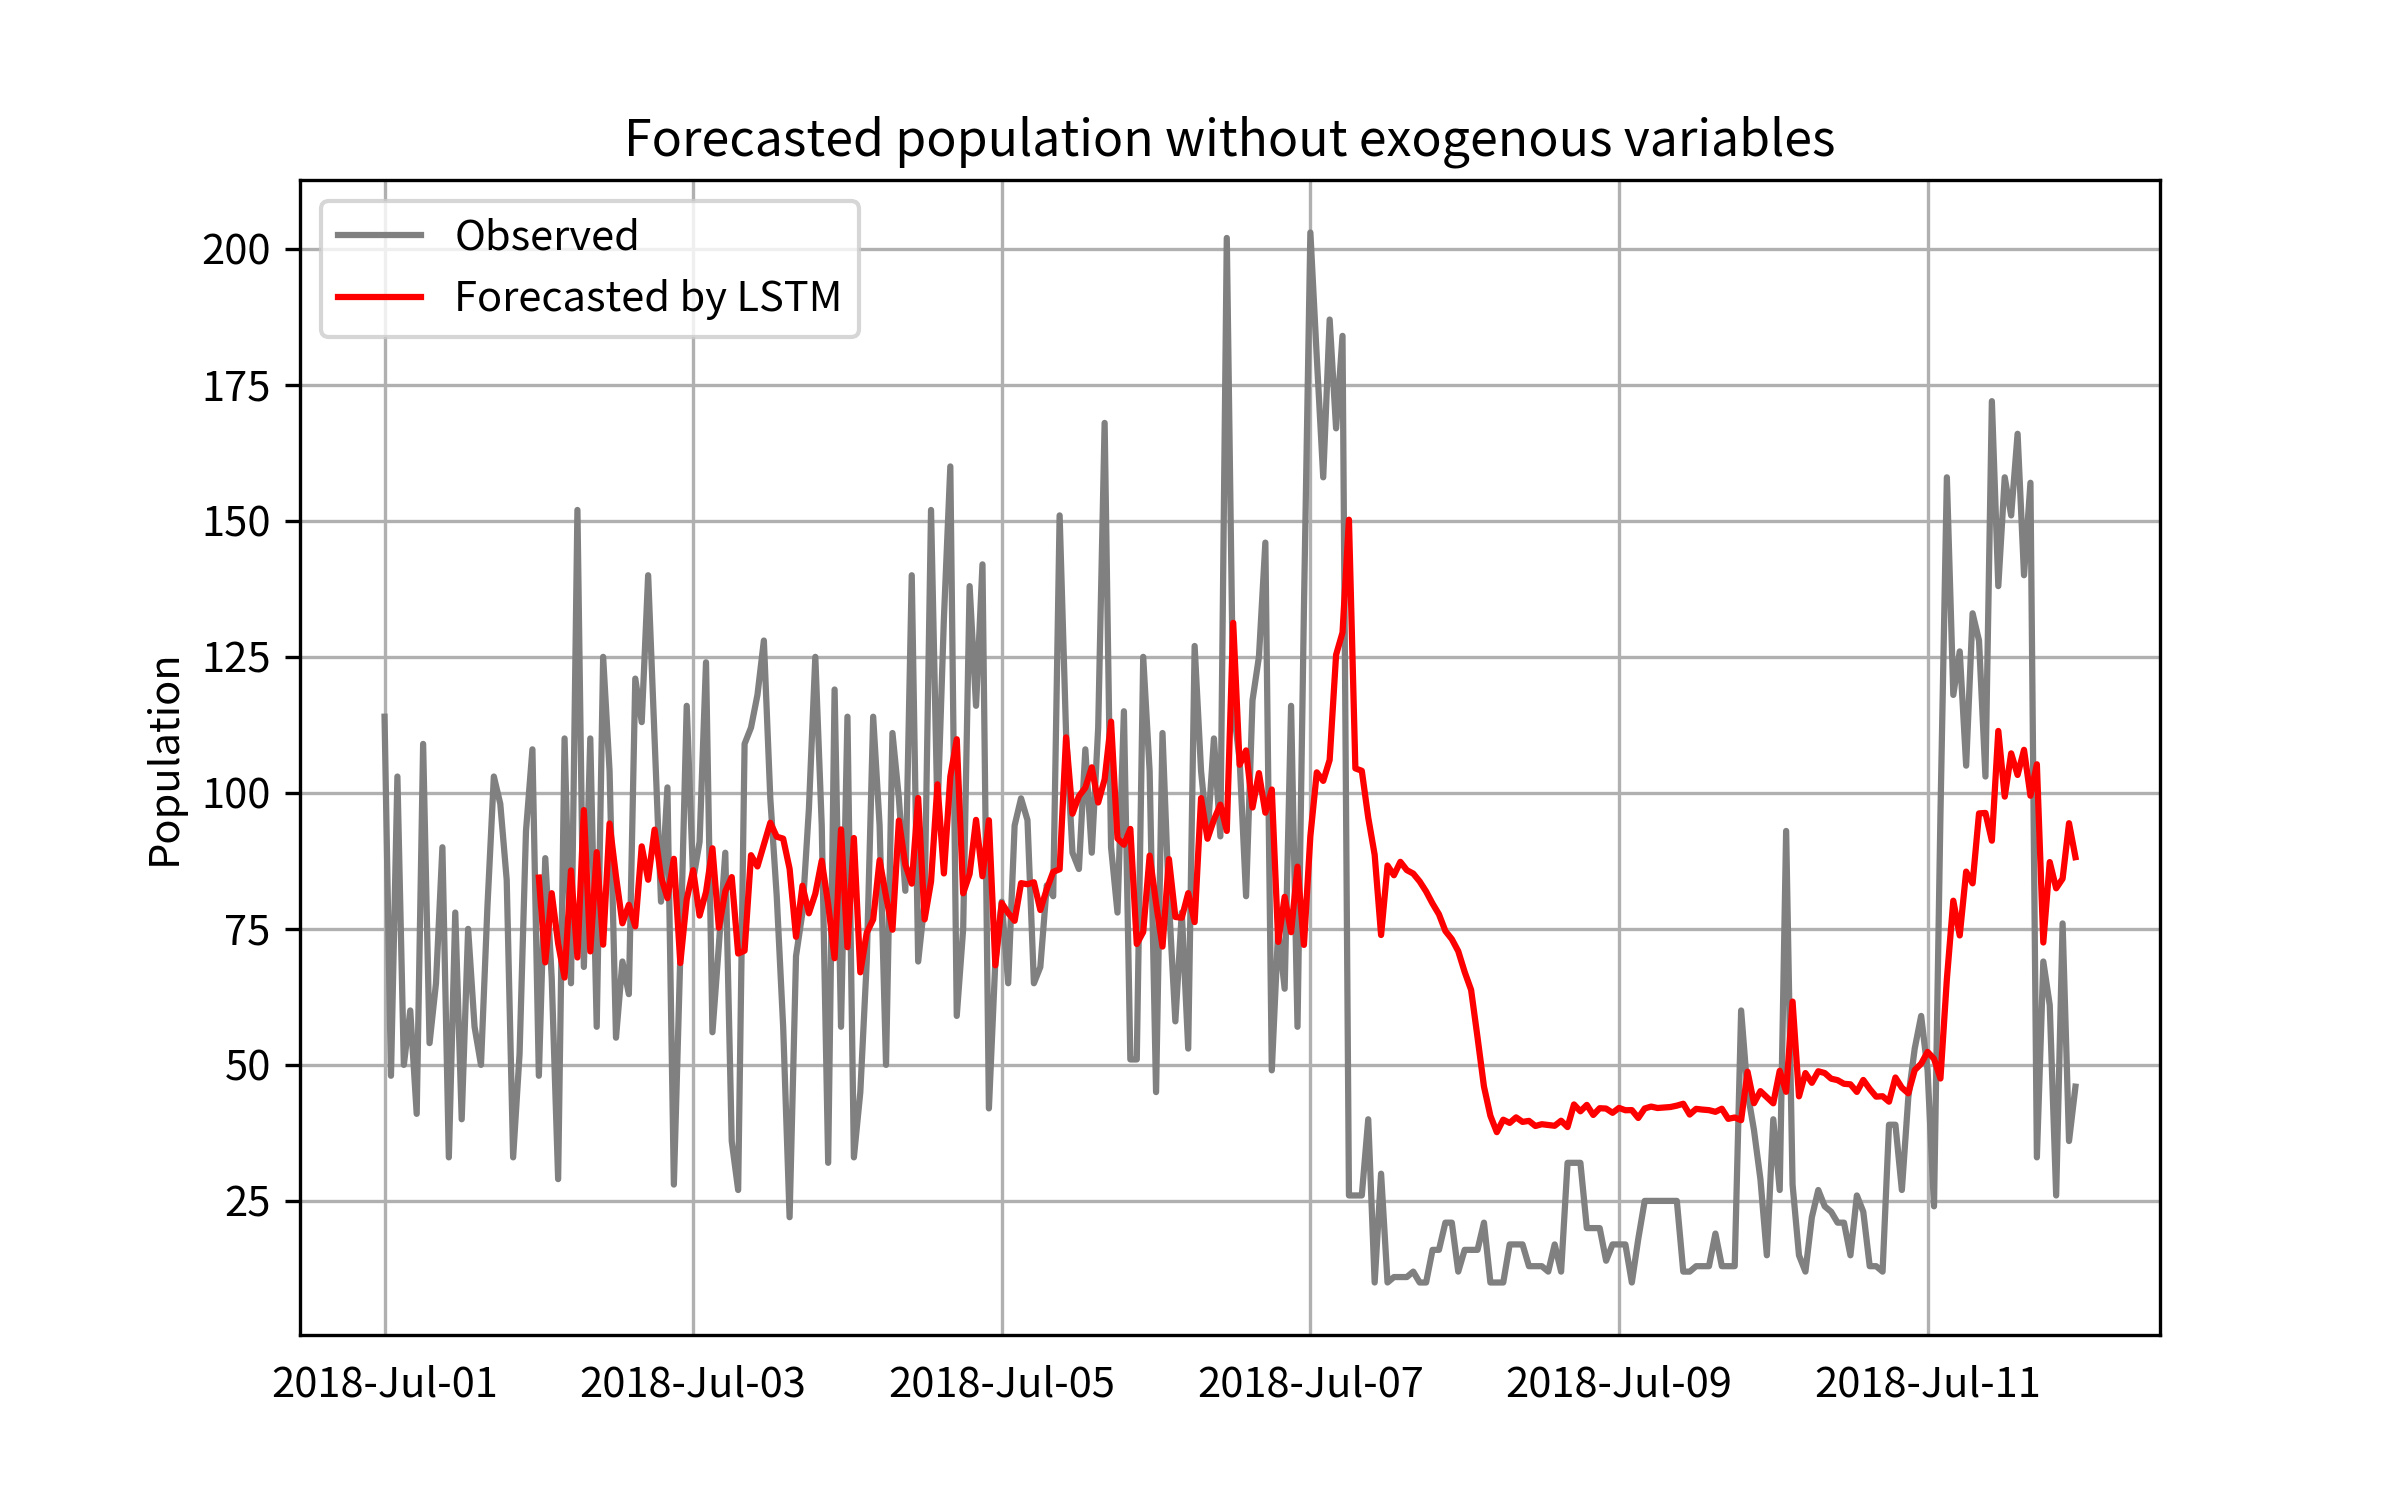 Forecasted population without exogenous variables
Observed
Forecasted by LSTM
Population
200
175
150
125
100
75
50
25
2018-Jul-01 2018-Jul-03 2018-Jul-05 2018-Jul-07 2018-Jul-09 2018-Jul-11